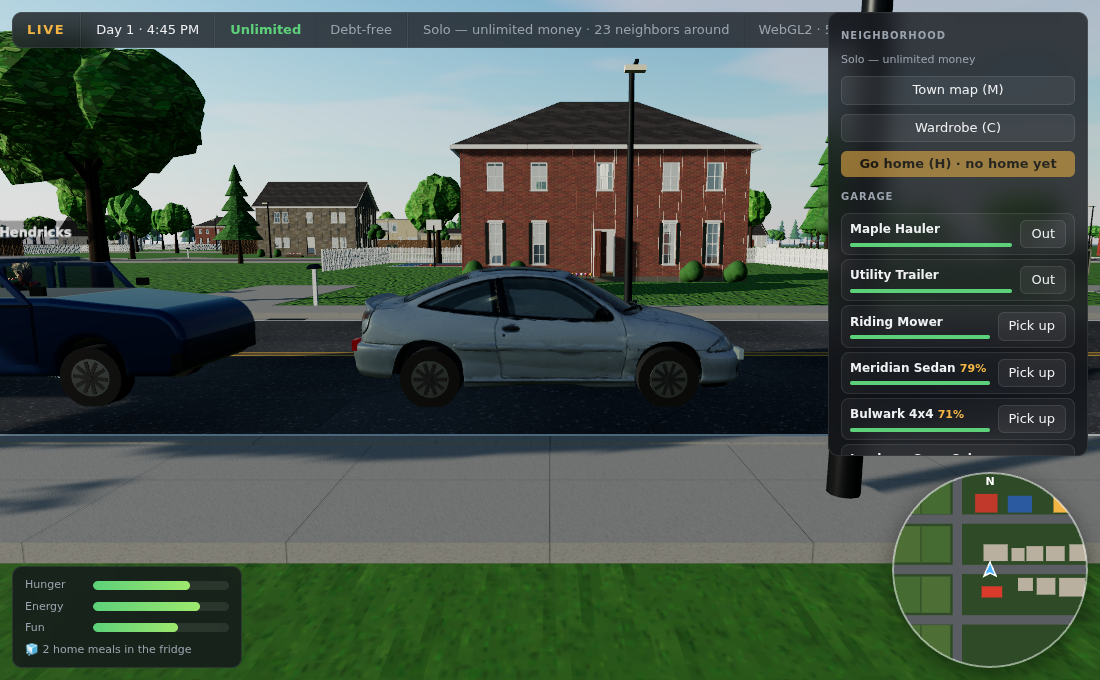 LIVE
Day 1 · 4:45 PM
Unlimited
Debt-free
Solo — unlimited money · 23 neighbors around
WebGL2 ·
NEIGHBORHOOD
Solo — unlimited money
Town map (M)
Wardrobe (C)
Go home (H) · no home yet
GARAGE
Maple Hauler
Out
Utility Trailer
Out
Riding Mower
Pick up
Meridian Sedan 79%
Pick up
Bulwark 4x4 71%
Pick up
Hendricks
N
Hunger
Energy
Fun
2 home meals in the fridge